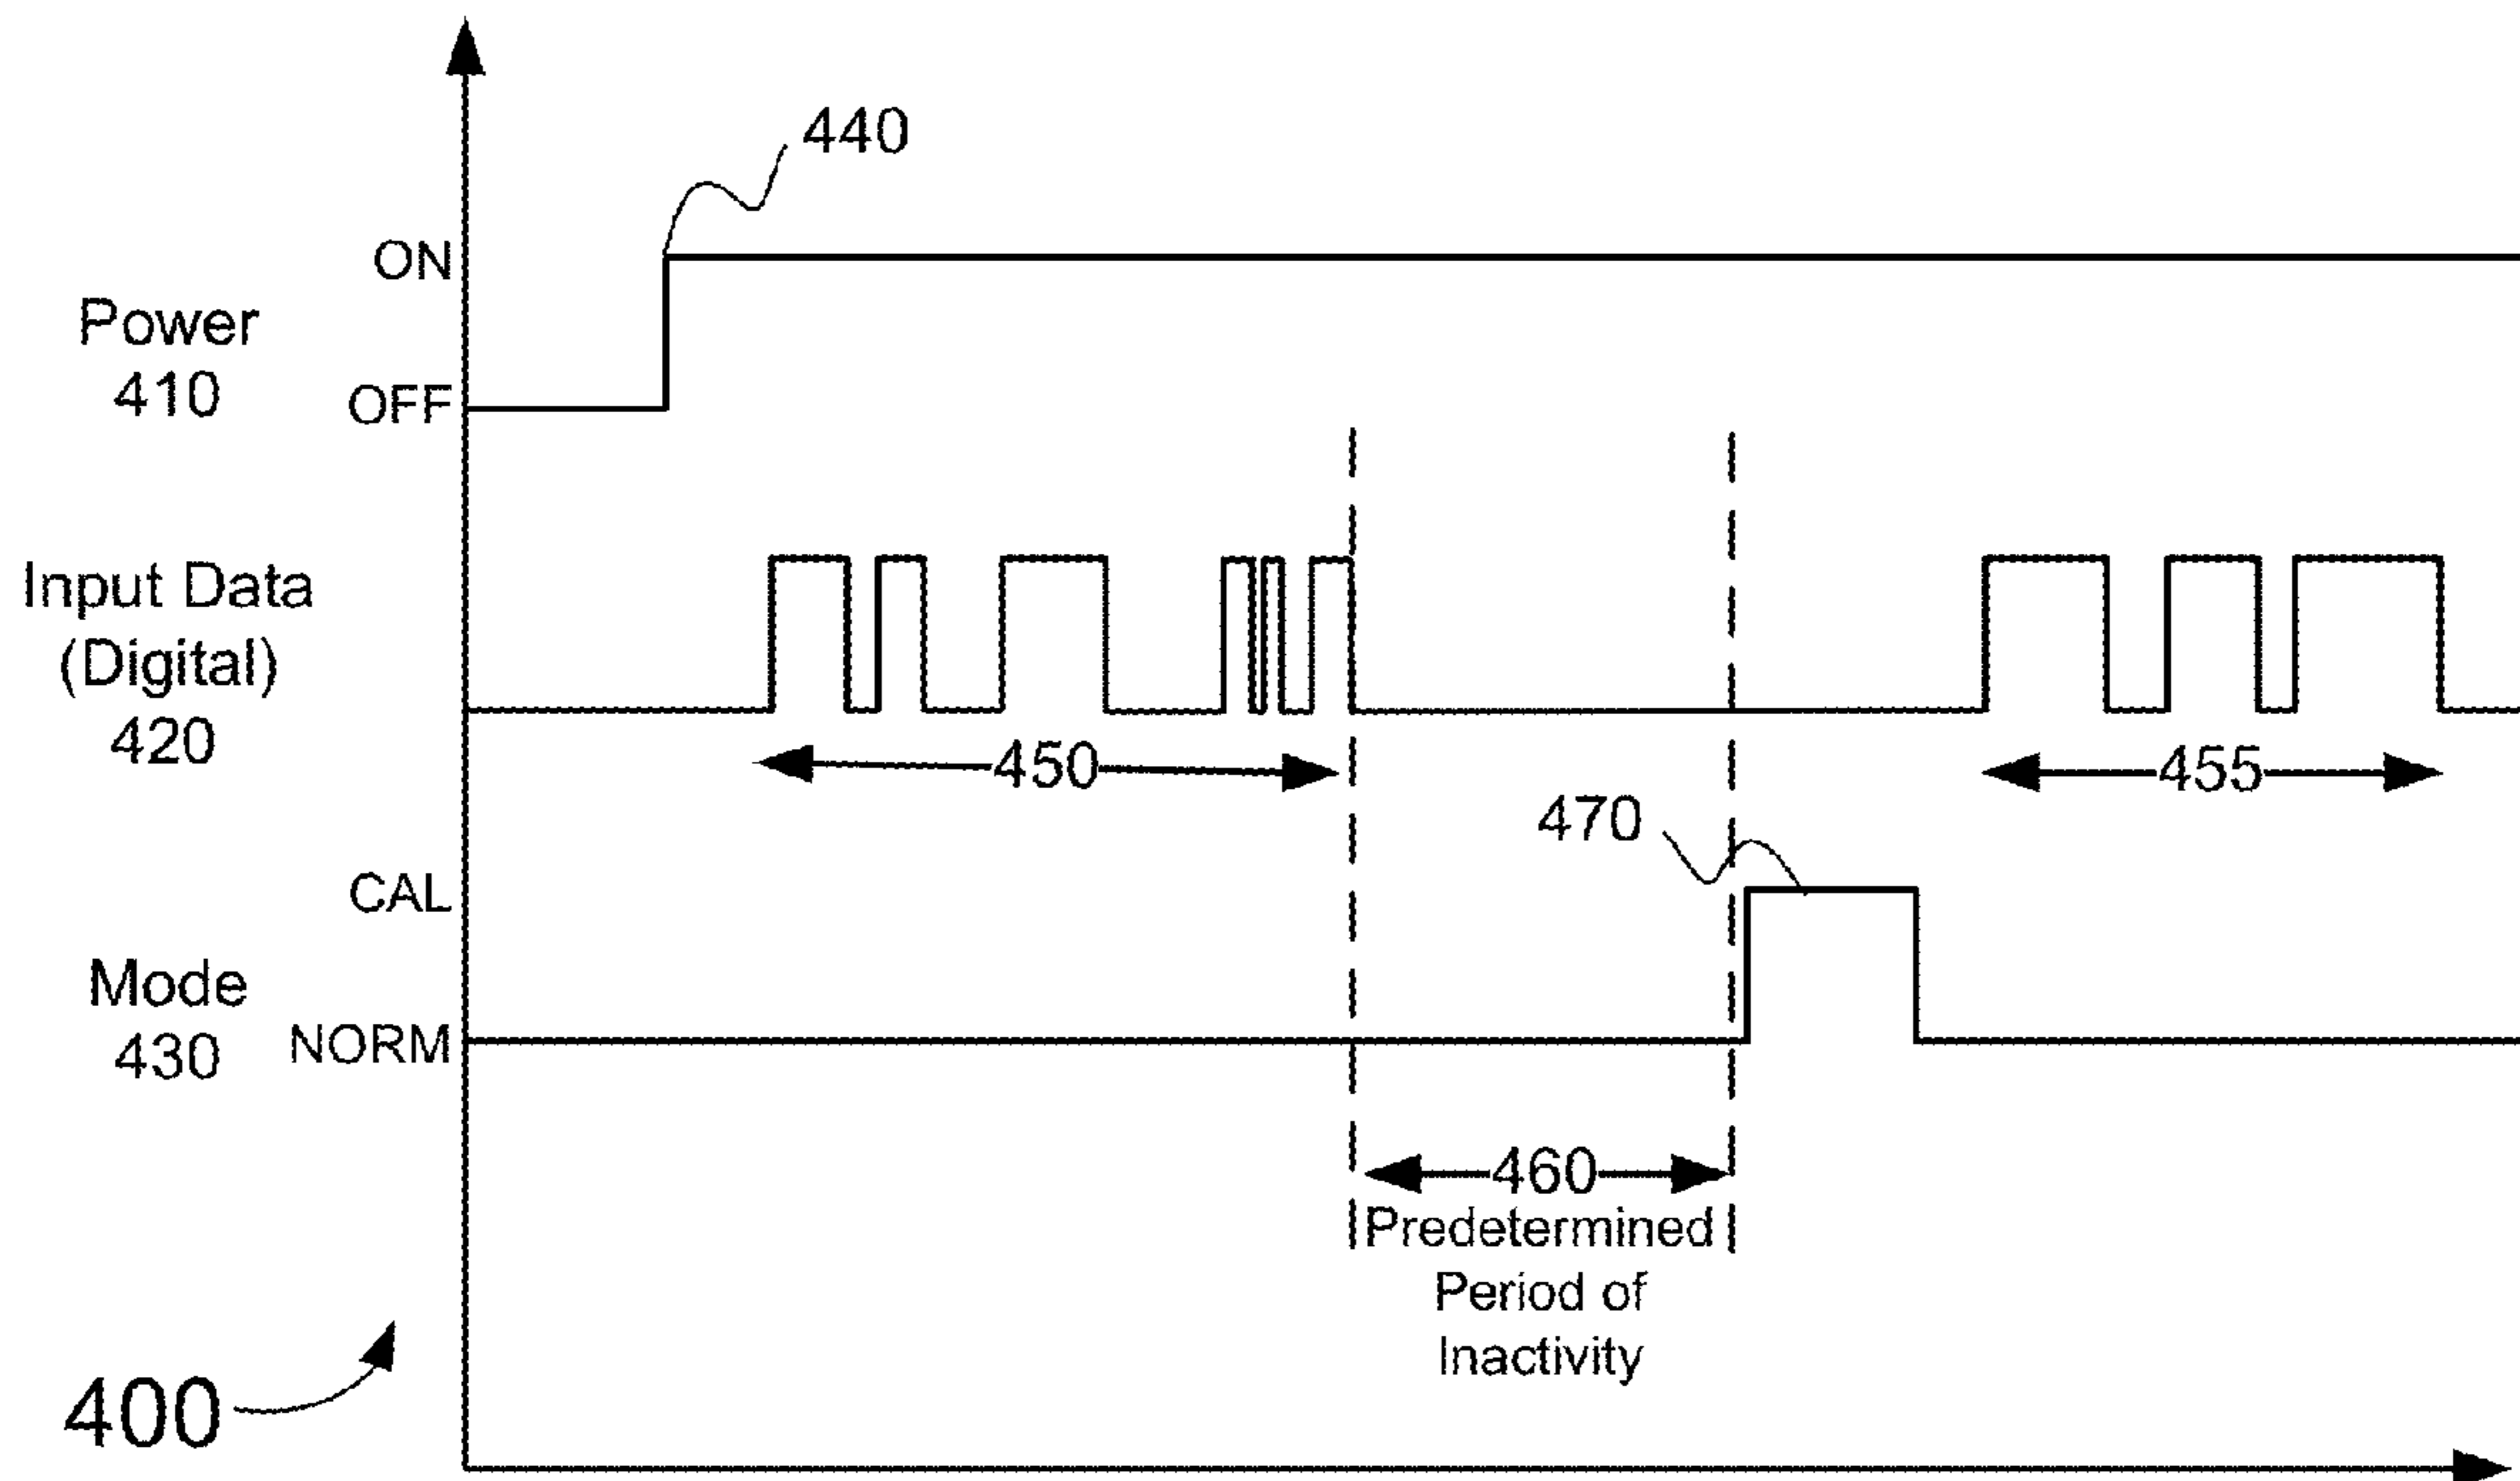 440
ON
Power
410
OFF
Input Data
(Digital)
420
450
455
470
CAL
Mode
430
NORM
460
Predetermined
Period of
Inactivity
400